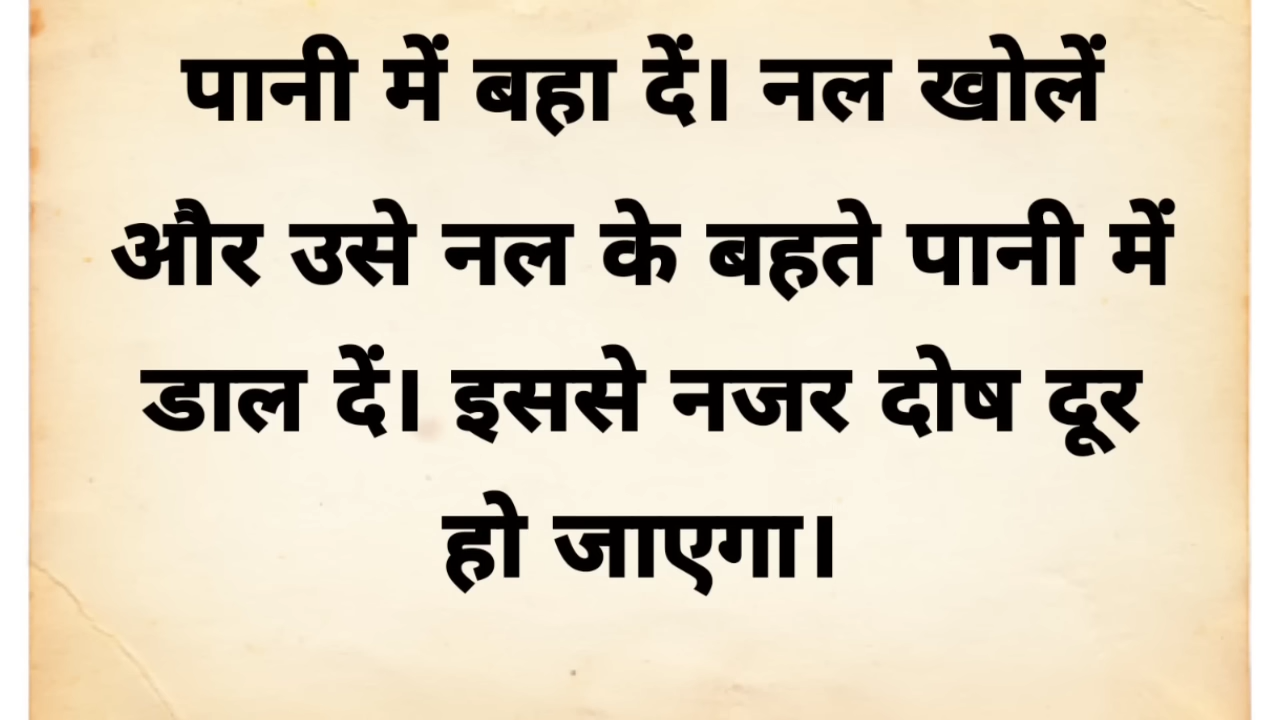 पानी में बहा दें। नल खोलें
और उसे नल के बहते पानी में
डाल दें। इससे नजर दोष दूर
हो जाएगा।